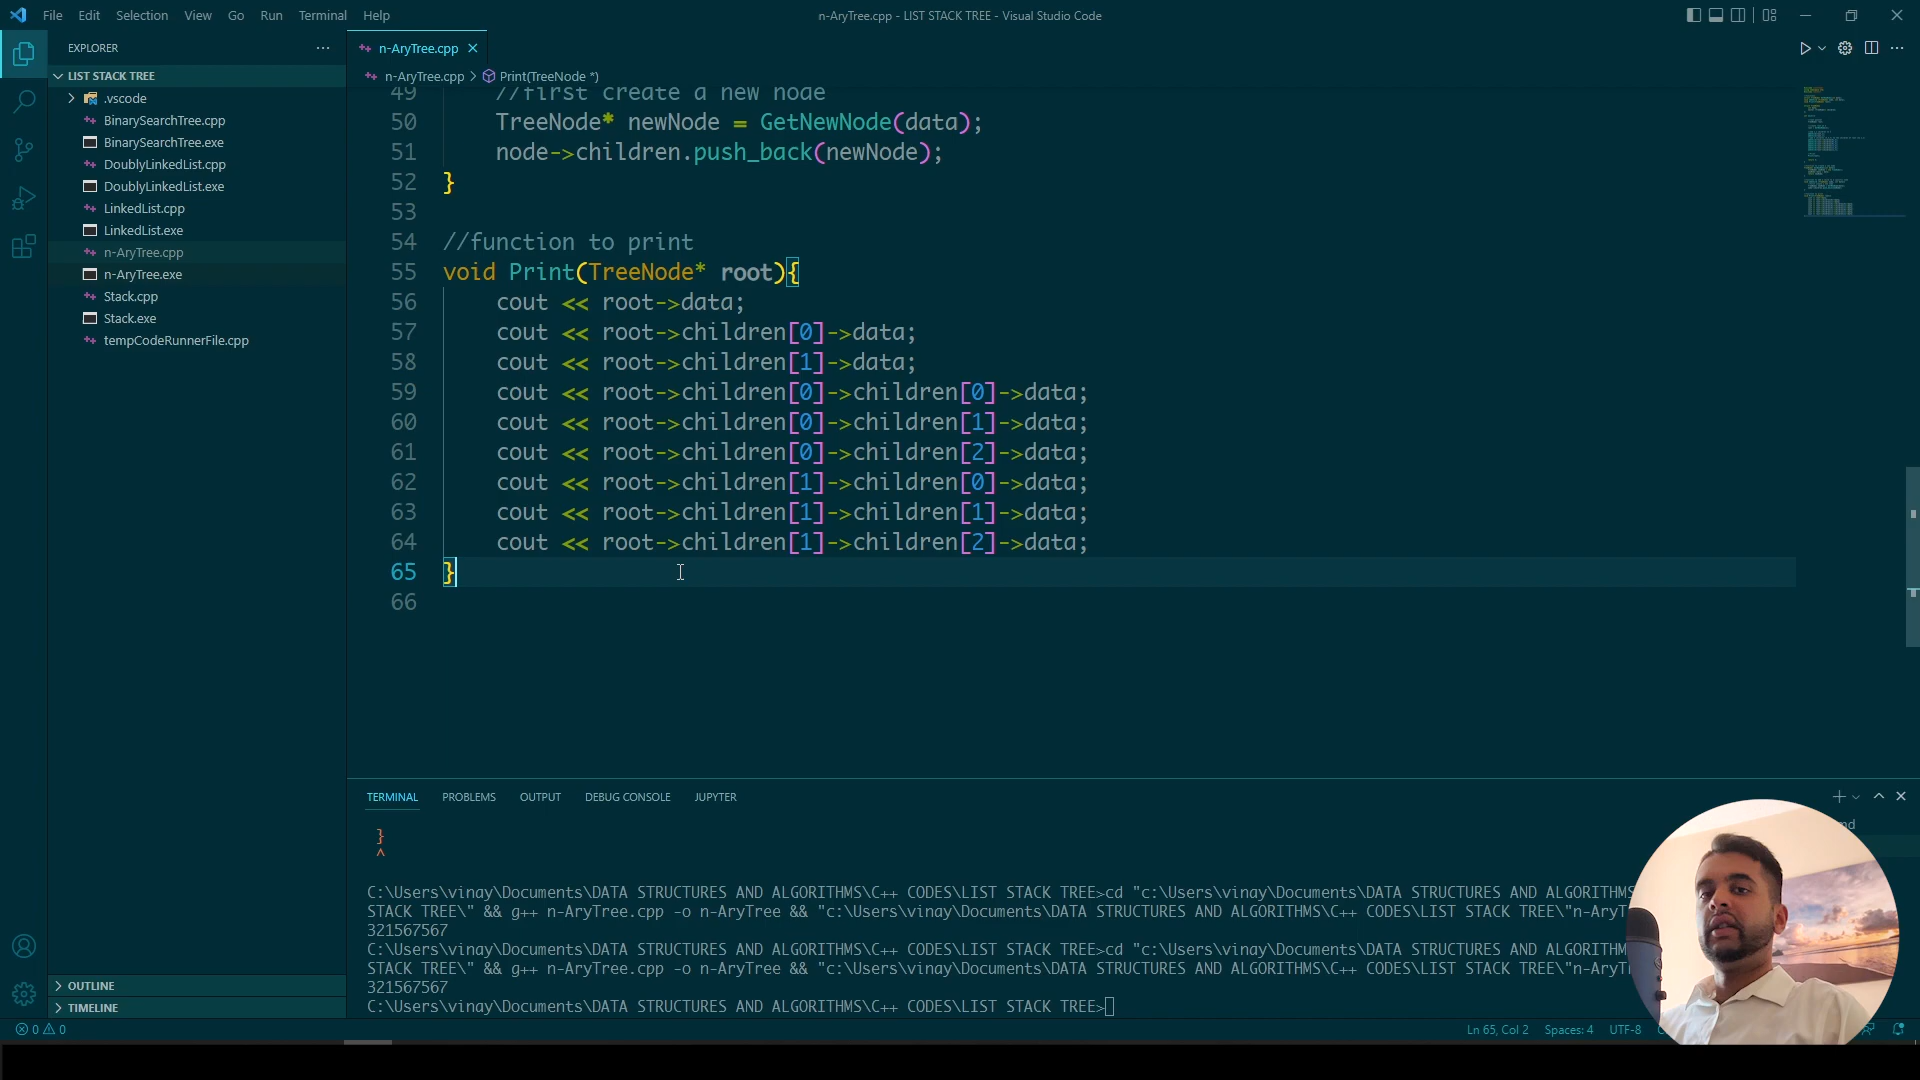 File Edit Selection View Go Run Terminal Help
n-AryTree.cpp - LIST STACK TREE - Visual Studio Code
EXPLORER
LIST STACK TREE
.vscode
BinarySearchTree.cpp
BinarySearchTree.exe
DoublyLinkedList.cpp
DoublyLinkedList.exe
LinkedList.cpp
LinkedList.exe
n-AryTree.cpp
n-AryTree.exe
Stack.cpp
Stack.exe
tempCodeRunnerFile.cpp
OUTLINE
TIMELINE
n-AryTree.cpp
n-AryTree.cpp > Print(TreeNode *)
49 //first create a new node
50 TreeNode* newNode = GetNewNode(data);
51 node->children.push_back(newNode);
52 }
53
54 //function to print
55 void Print(TreeNode* root){
56 cout << root->data;
57 cout << root->children[0]->data;
58 cout << root->children[1]->data;
59 cout << root->children[0]->children[0]->data;
60 cout << root->children[0]->children[1]->data;
61 cout << root->children[0]->children[2]->data;
62 cout << root->children[1]->children[0]->data;
63 cout << root->children[1]->children[1]->data;
64 cout << root->children[1]->children[2]->data;
65 }
66
TERMINAL PROBLEMS OUTPUT DEBUG CONSOLE JUPYTER
}
^
C:\Users\vinay\Documents\DATA STRUCTURES AND ALGORITHMS\C++ CODES\LIST STACK TREE>cd "c:\Users\vinay\Documents\DATA STRUCTURES AND ALGORITHMS
STACK TREE\" && g++ n-AryTree.cpp -o n-AryTree && "c:\Users\vinay\Documents\DATA STRUCTURES AND ALGORITHMS\C++ CODES\LIST STACK TREE\"n-AryT
321567567
C:\Users\vinay\Documents\DATA STRUCTURES AND ALGORITHMS\C++ CODES\LIST STACK TREE>cd "c:\Users\vinay\Documents\DATA STRUCTURES AND ALGORITHMS
STACK TREE\" && g++ n-AryTree.cpp -o n-AryTree && "c:\Users\vinay\Documents\DATA STRUCTURES AND ALGORITHMS\C++ CODES\LIST STACK TREE\"n-AryT
321567567
C:\Users\vinay\Documents\DATA STRUCTURES AND ALGORITHMS\C++ CODES\LIST STACK TREE>
0 0
Ln 65, Col 2 Spaces: 4 UTF-8